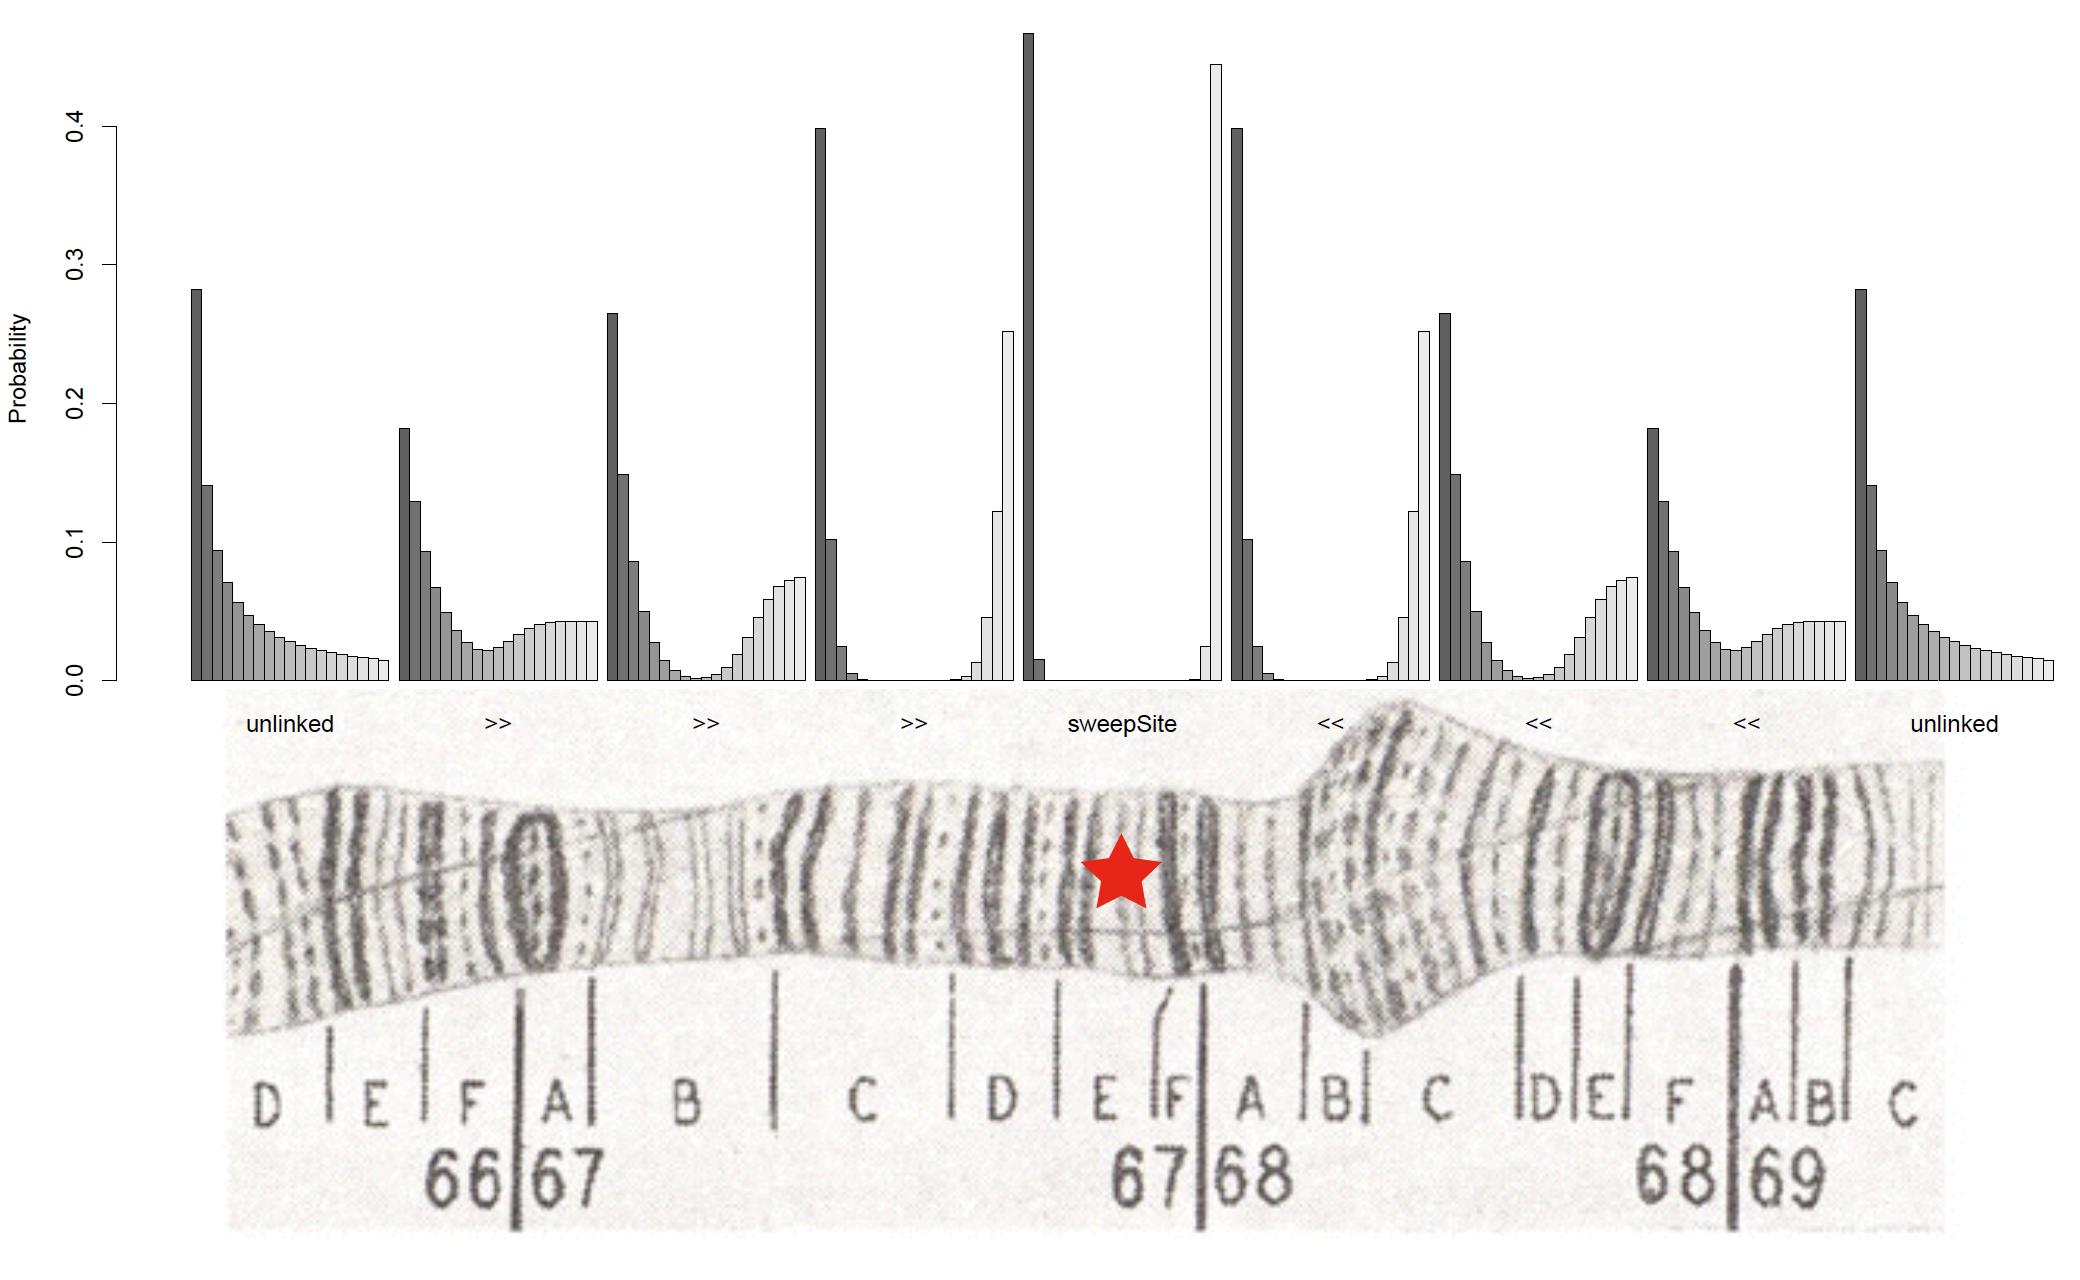 Probability
0.4
0.3
0.2
0.1
0.0
unlinked >> >> >> sweepSite << << << unlinked
D E F A B C D E F A B C D E F A B C
66 67 67 68 68 69